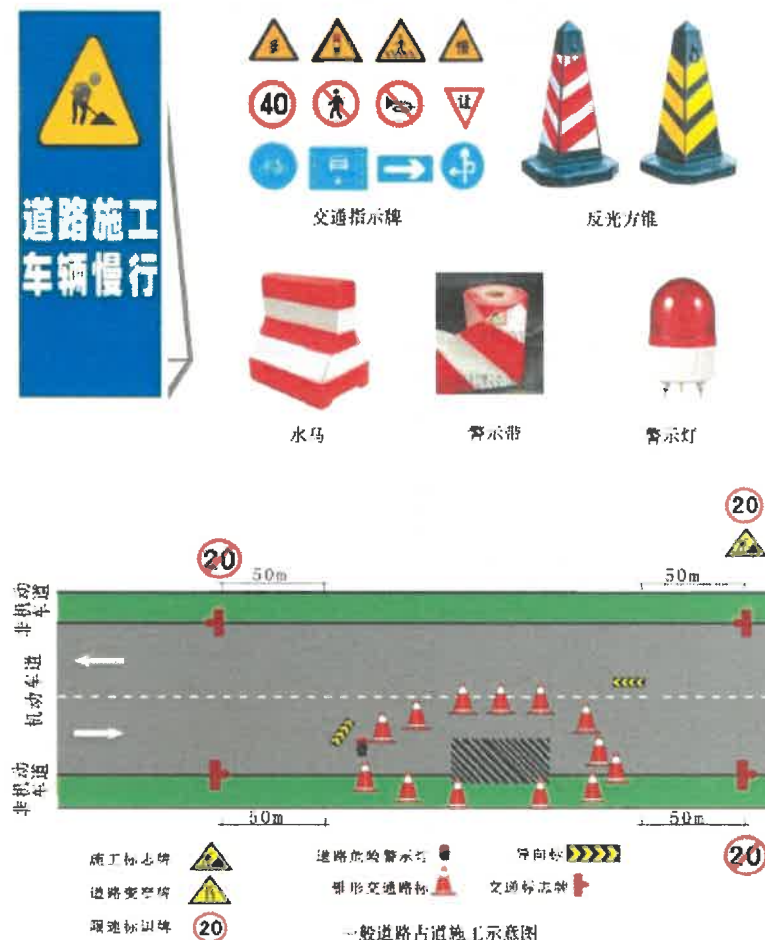 道路施工
车辆慢行
慢
40
让
交通指示牌
反光方锥
水马
警示带
警示灯
20
20
50m
50m
非机动
车道
机动车道
非机动
车道
50m
50m
施工标志牌
道路危险警示灯
导向标
道路变窄牌
锥形交通路标
交通标志牌
限速标识牌
20
20
一般道路占道施工示意图